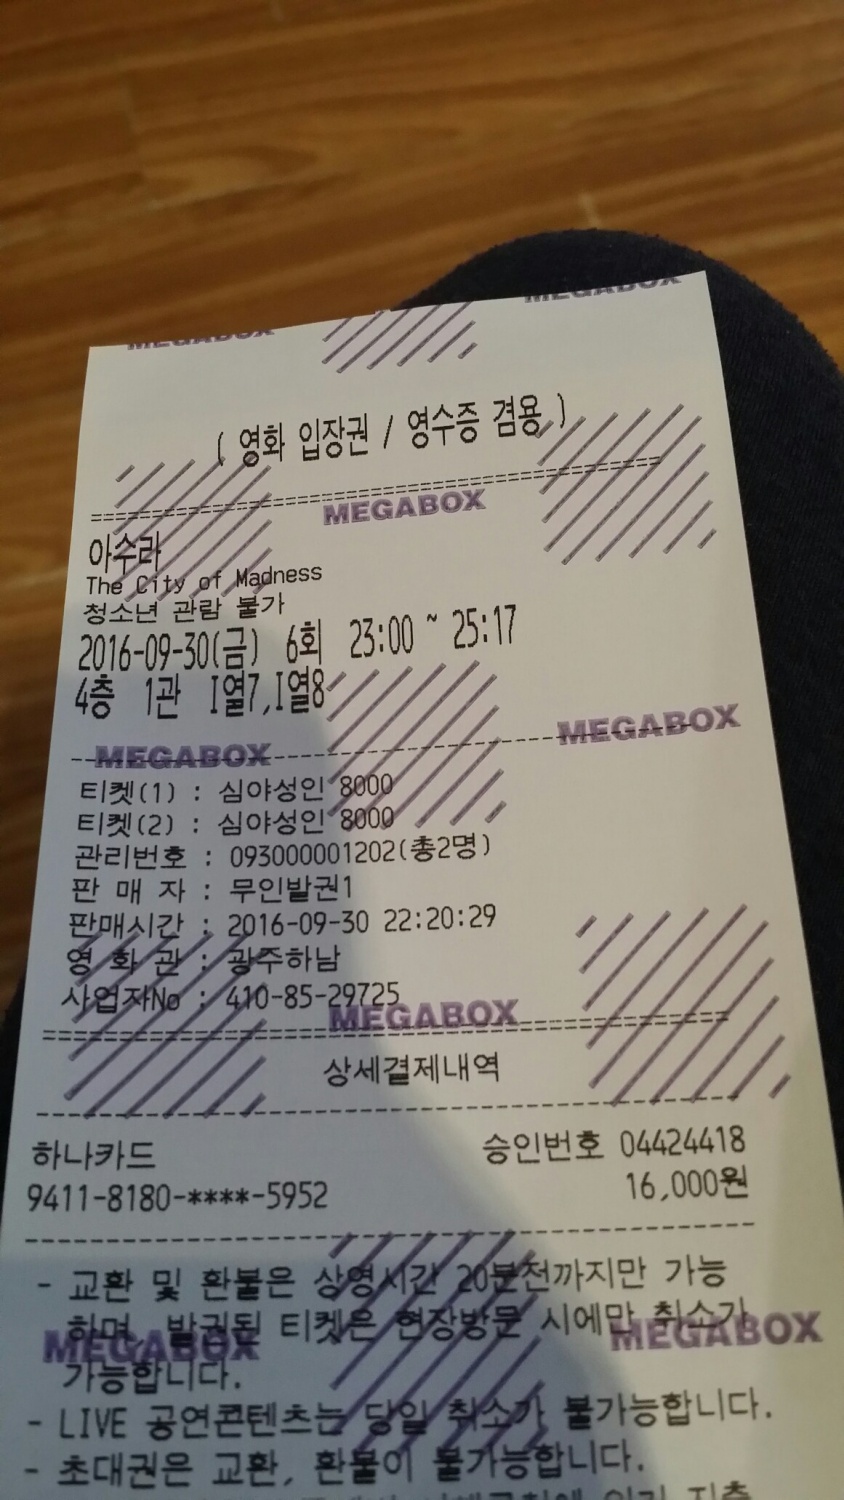 MEGABOX
MEGABOX
( 영화 입장권 / 영수증 겸용 )
MEGABOX
아수라
The City of Madness
청소년 관람 불가
2016-09-30(금) 6회 23:00 ~ 25:17
4층 1관 I열7,I열8
MEGABOX
MEGABOX
티켓(1) : 심야성인 8000
티켓(2) : 심야성인 8000
관리번호 : 093000001202(총2명)
판 매 자 : 무인발권1
판매시간 : 2016-09-30 22:20:29
영 화 관 : 광주하남
사업자No : 410-85-29725
MEGABOX
상세결제내역
하나카드 승인번호 04424418
9411-8180-****-5952 16,000원
- 교환 및 환불은 상영시간 20분전까지만 가능
하며, 발권된 티켓은 현장방문 시에만 취소가
MEGABOX
MEGABOX
가능합니다.
- LIVE 공연콘텐츠는 당일 취소가 불가능합니다.
- 초대권은 교환, 환불이 불가능합니다.